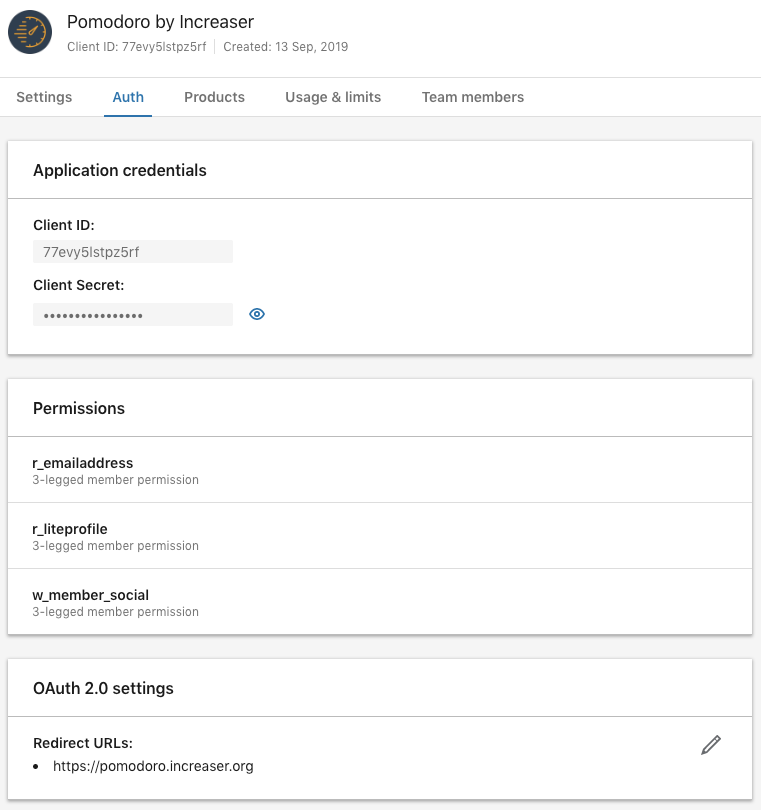 Pomodoro by Increaser
Client ID: 77evy5lstpz5rf Created: 13 Sep, 2019
Settings Auth Products Usage & limits Team members
Application credentials
Client ID:
77evy5lstpz5rf
Client Secret:
••••••••••••••••
Permissions
r_emailaddress
3-legged member permission
r_liteprofile
3-legged member permission
w_member_social
3-legged member permission
OAuth 2.0 settings
Redirect URLs:
• https://pomodoro.increaser.org